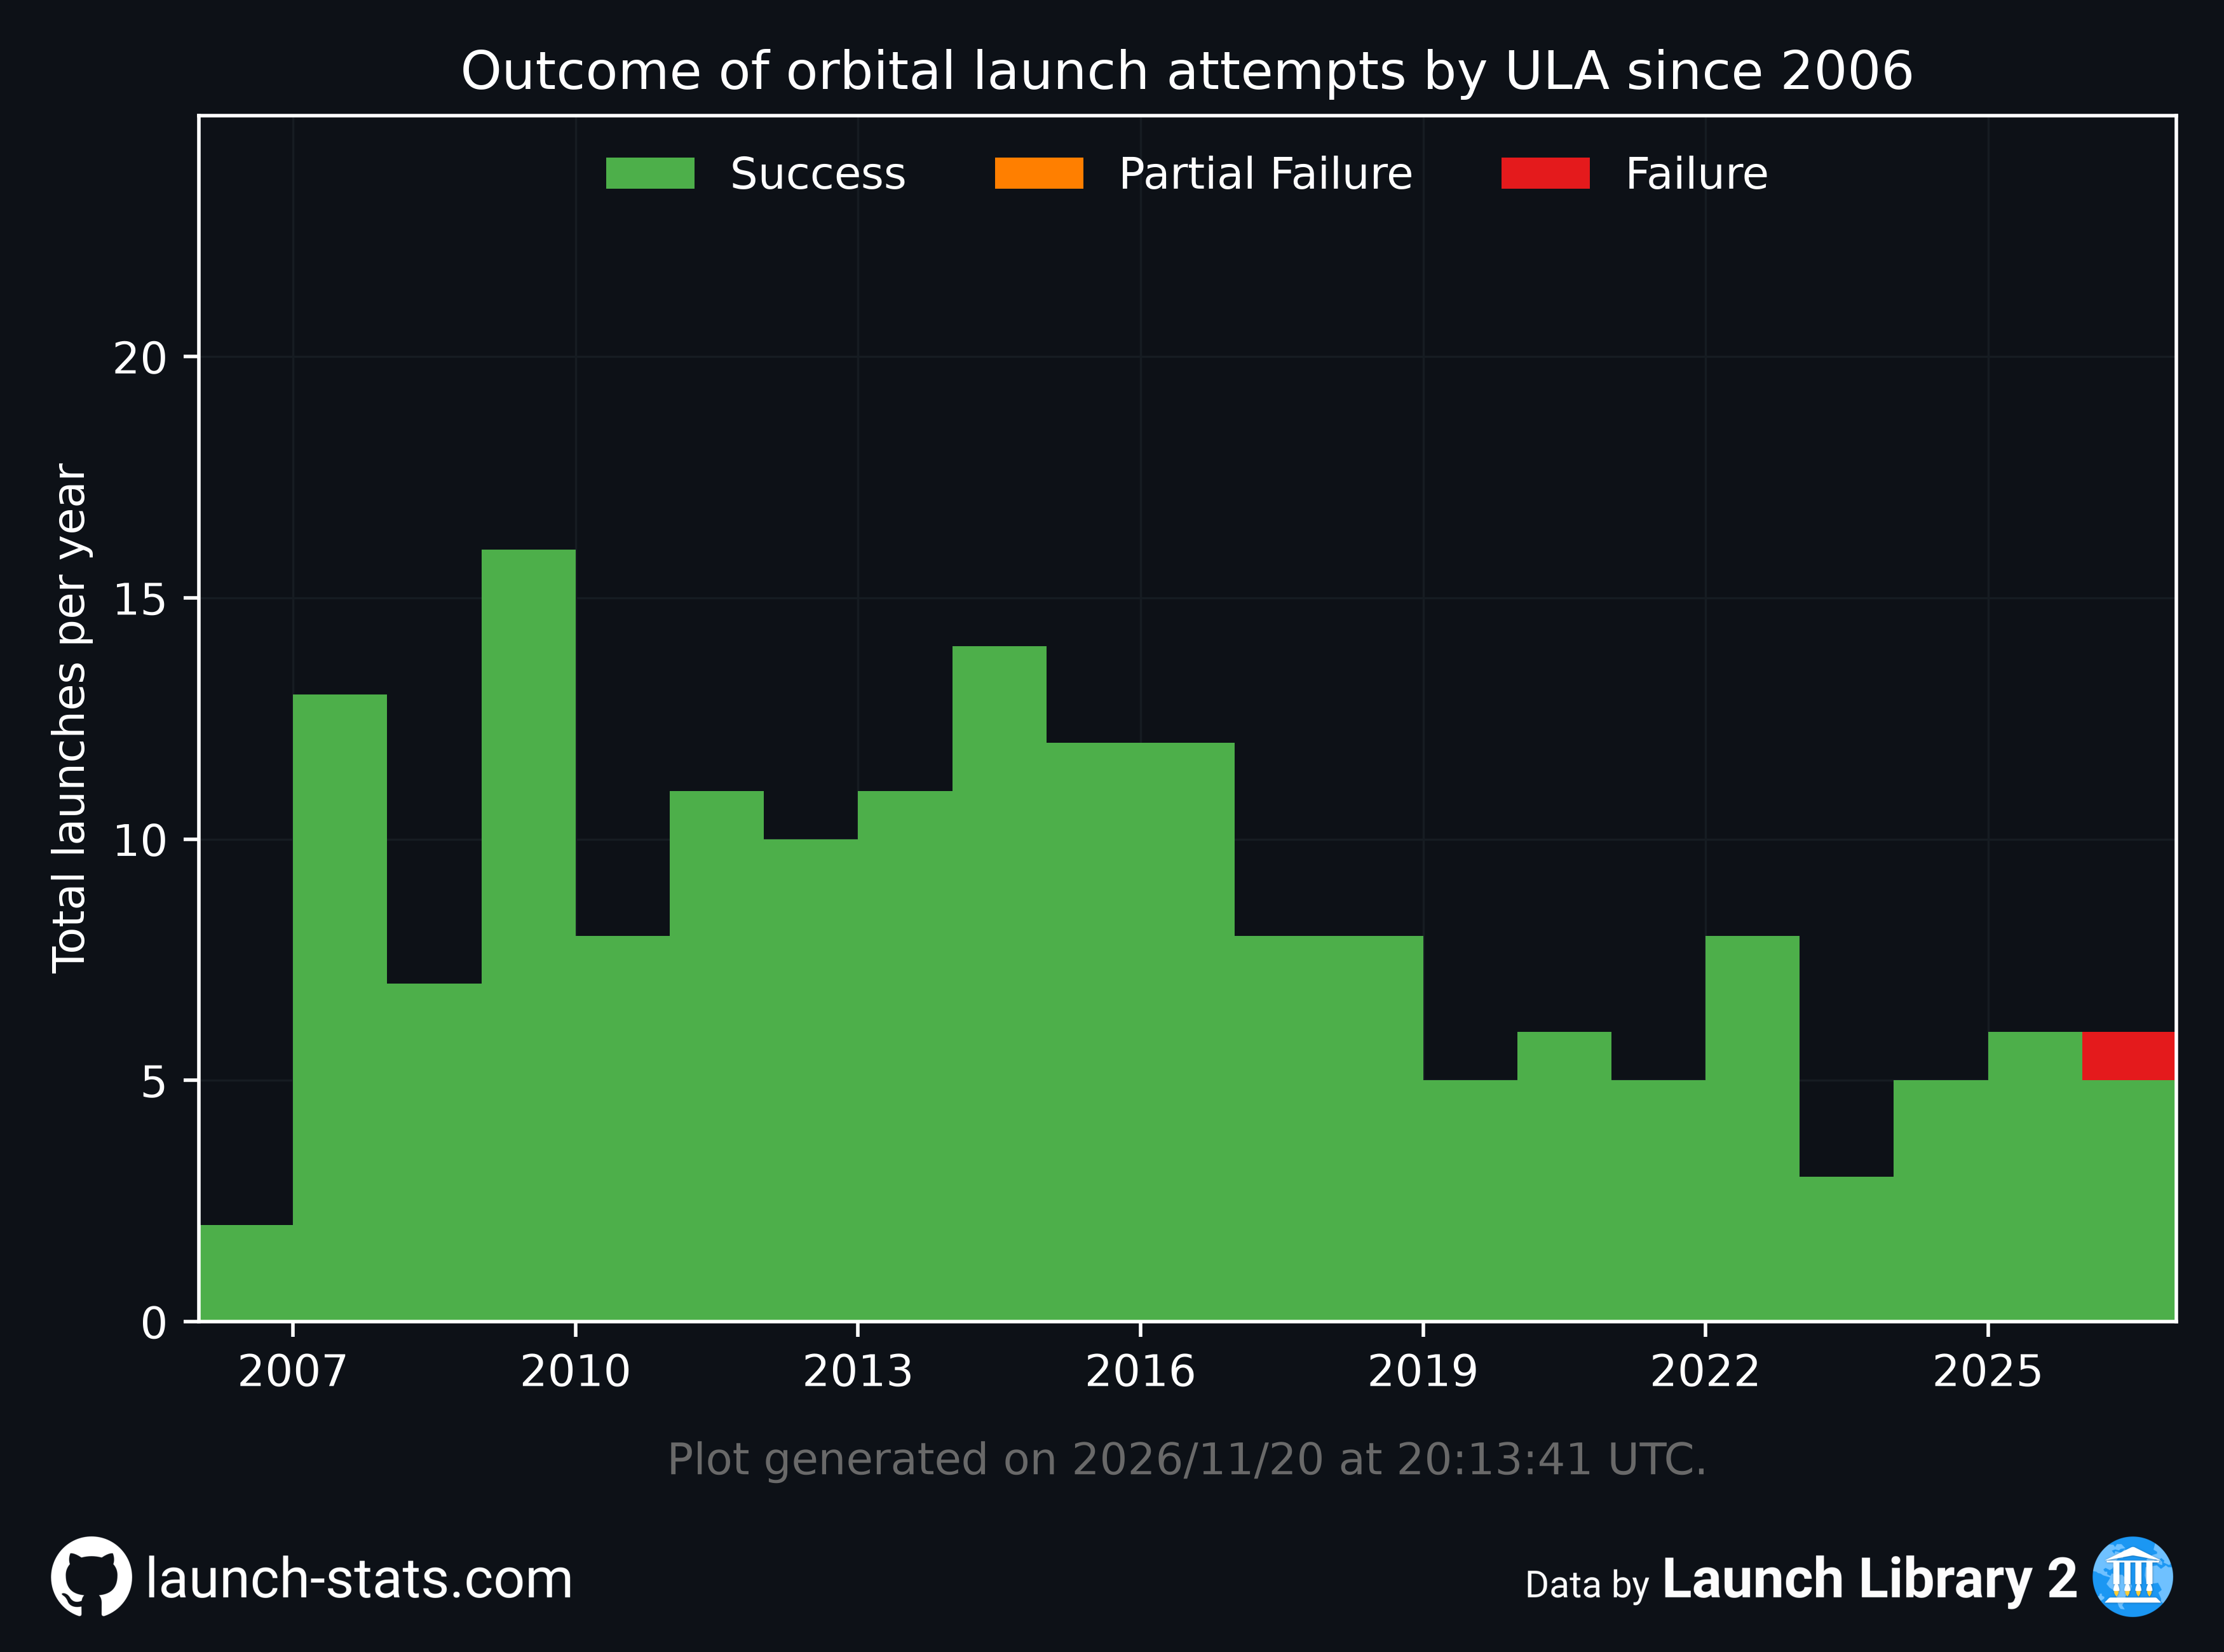 Outcome of orbital launch attempts by ULA since 2006
Success Partial Failure Failure
Total launches per year
20
15
10
5
0
2007 2010 2013 2016 2019 2022 2025
Plot generated on 2026/11/20 at 20:13:41 UTC.
launch-stats.com
Data by Launch Library 2